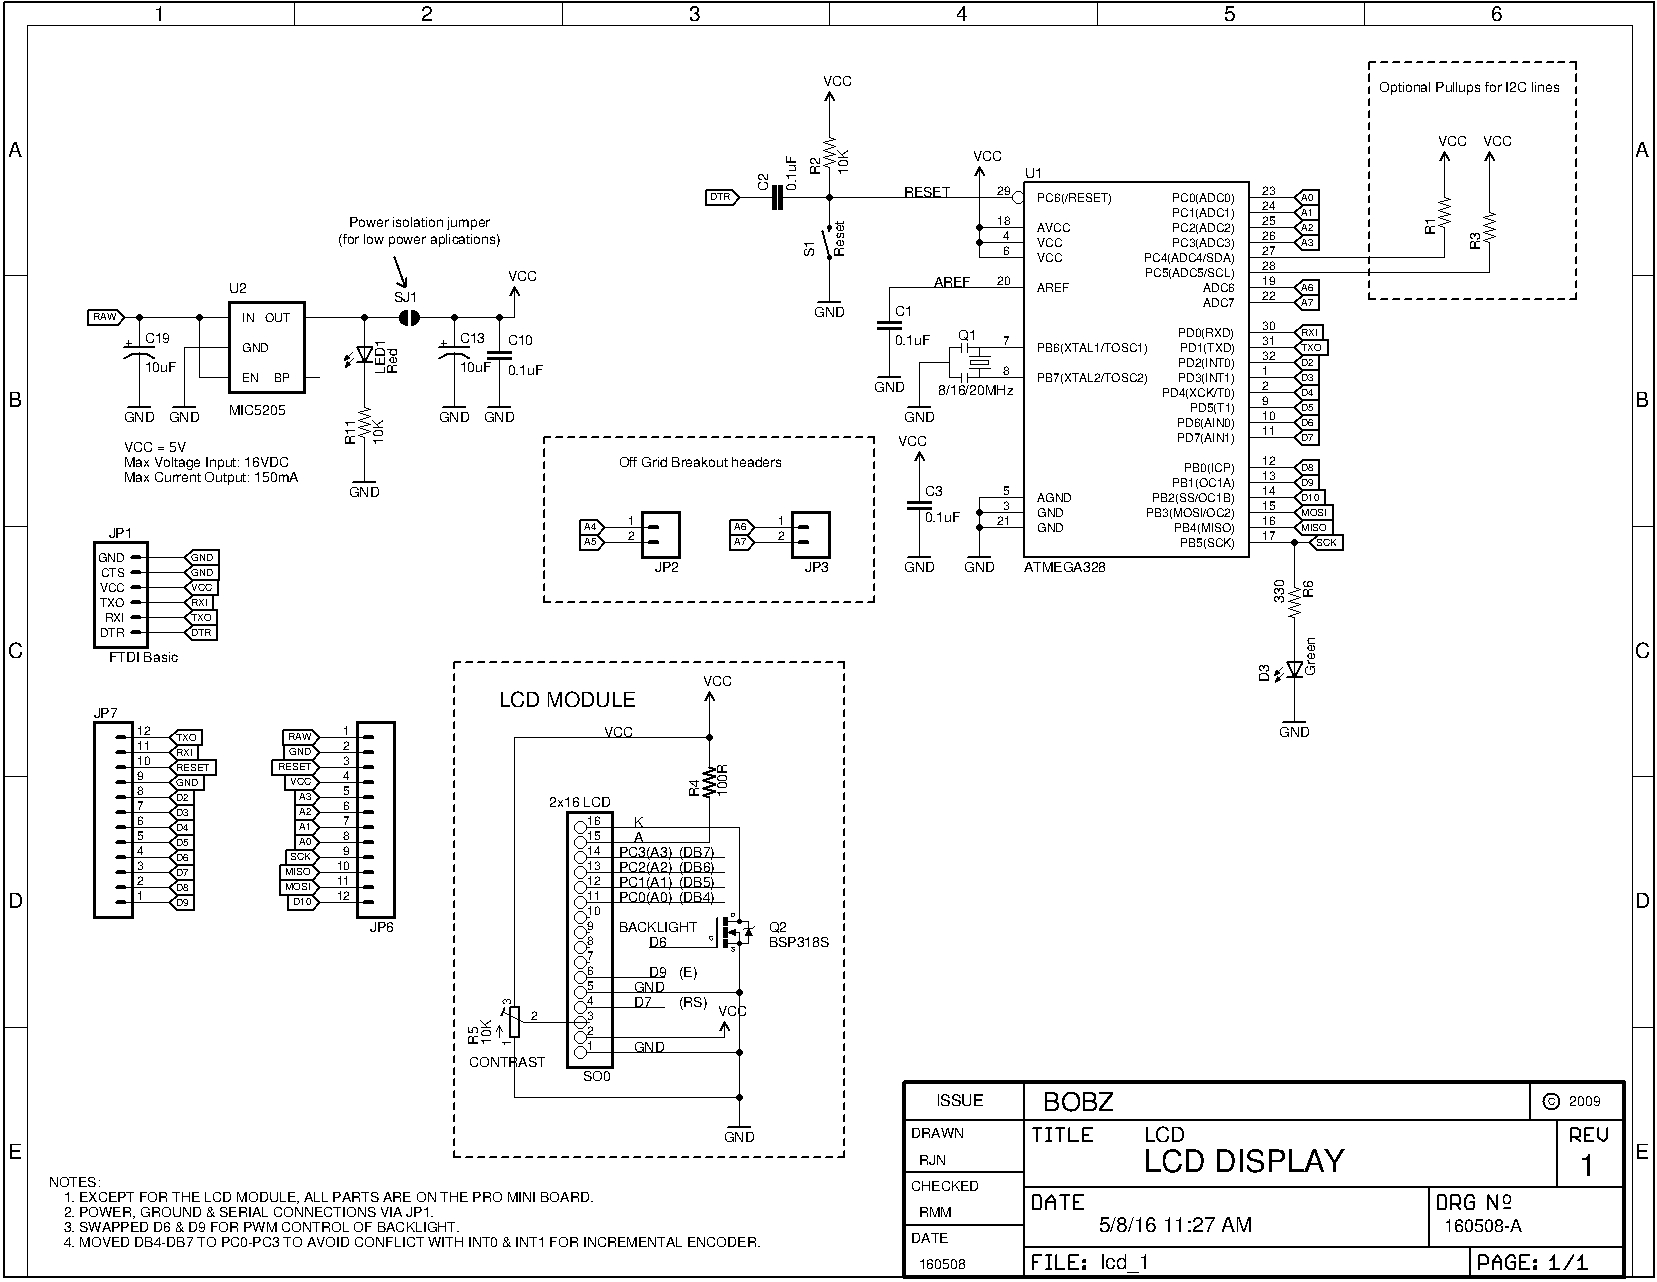 1 2 3 4 5 6
A
B
C
D
E
A
B
C
D
E
Optional Pullups for I2C lines
VCC
VCC
R1
R3
VCC
R2
10K
DTR
C2
0.1uF
RESET
S1
Reset
GND
VCC
U1
29 PC6(/RESET)
18 AVCC
4 VCC
6 VCC
AREF 20 AREF
C1
0.1uF
GND
Q1
8/16/20MHz
GND
7 PB6(XTAL1/TOSC1)
8 PB7(XTAL2/TOSC2)
VCC
C3
0.1uF
GND
5 AGND
3 GND
21 GND
GND
ATMEGA328
PC0(ADC0) 23 A0
PC1(ADC1) 24 A1
PC2(ADC2) 25 A2
PC3(ADC3) 26 A3
PC4(ADC4/SDA) 27
PC5(ADC5/SCL) 28
ADC6 19 A6
ADC7 22 A7
PD0(RXD) 30 RXI
PD1(TXD) 31 TXO
PD2(INT0) 32 D2
PD3(INT1) 1 D3
PD4(XCK/T0) 2 D4
PD5(T1) 9 D5
PD6(AIN0) 10 D6
PD7(AIN1) 11 D7
PB0(ICP) 12 D8
PB1(OC1A) 13 D9
PB2(SS/OC1B) 14 D10
PB3(MOSI/OC2) 15 MOSI
PB4(MISO) 16 MISO
PB5(SCK) 17 SCK
330
R6
D3
Green
GND
Power isolation jumper
(for low power aplications)
SJ1
VCC
RAW
U2
IN OUT
GND
EN BP
MIC5205
C19
10uF
GND
GND
LED1
Red
R11
10K
GND
C13
10uF
GND
C10
0.1uF
GND
VCC = 5V
Max Voltage Input: 16VDC
Max Current Output: 150mA
Off Grid Breakout headers
A4 1
A5 2
JP2
A6 1
A7 2
JP3
JP1
GND GND
CTS GND
VCC VCC
TXO RXI
RXI TXO
DTR DTR
FTDI Basic
JP7
12 TXO
11 RXI
10 RESET
9 GND
8 D2
7 D3
6 D4
5 D5
4 D6
3 D7
2 D8
1 D9
RAW 1
GND 2
RESET 3
VCC 4
A3 5
A2 6
A1 7
A0 8
SCK 9
MISO 10
MOSI 11
D10 12
JP6
LCD MODULE
VCC
VCC
R4
100R
2x16 LCD
16 K
15 A
14 PC3(A3) (DB7)
13 PC2(A2) (DB6)
12 PC1(A1) (DB5)
11 PC0(A0) (DB4)
10
9 BACKLIGHT
8 D6
7
6 D9 (E)
5 GND
4 D7 (RS)
3
2 VCC
1 GND
SO0
D
G
S
Q2
BSP318S
3
2
1
R5
10K
CONTRAST
GND
NOTES:
1. EXCEPT FOR THE LCD MODULE, ALL PARTS ARE ON THE PRO MINI BOARD.
2. POWER, GROUND & SERIAL CONNECTIONS VIA JP1.
3. SWAPPED D6 & D9 FOR PWM CONTROL OF BACKLIGHT.
4. MOVED DB4-DB7 TO PC0-PC3 TO AVOID CONFLICT WITH INT0 & INT1 FOR INCREMENTAL ENCODER.
ISSUE BOBZ © 2009
DRAWN
RJN
CHECKED
RMM
DATE
160508
TITLE LCD
LCD DISPLAY
REV
1
DATE
5/8/16 11:27 AM
DRG Nº
160508-A
FILE: lcd_1
PAGE: 1/1